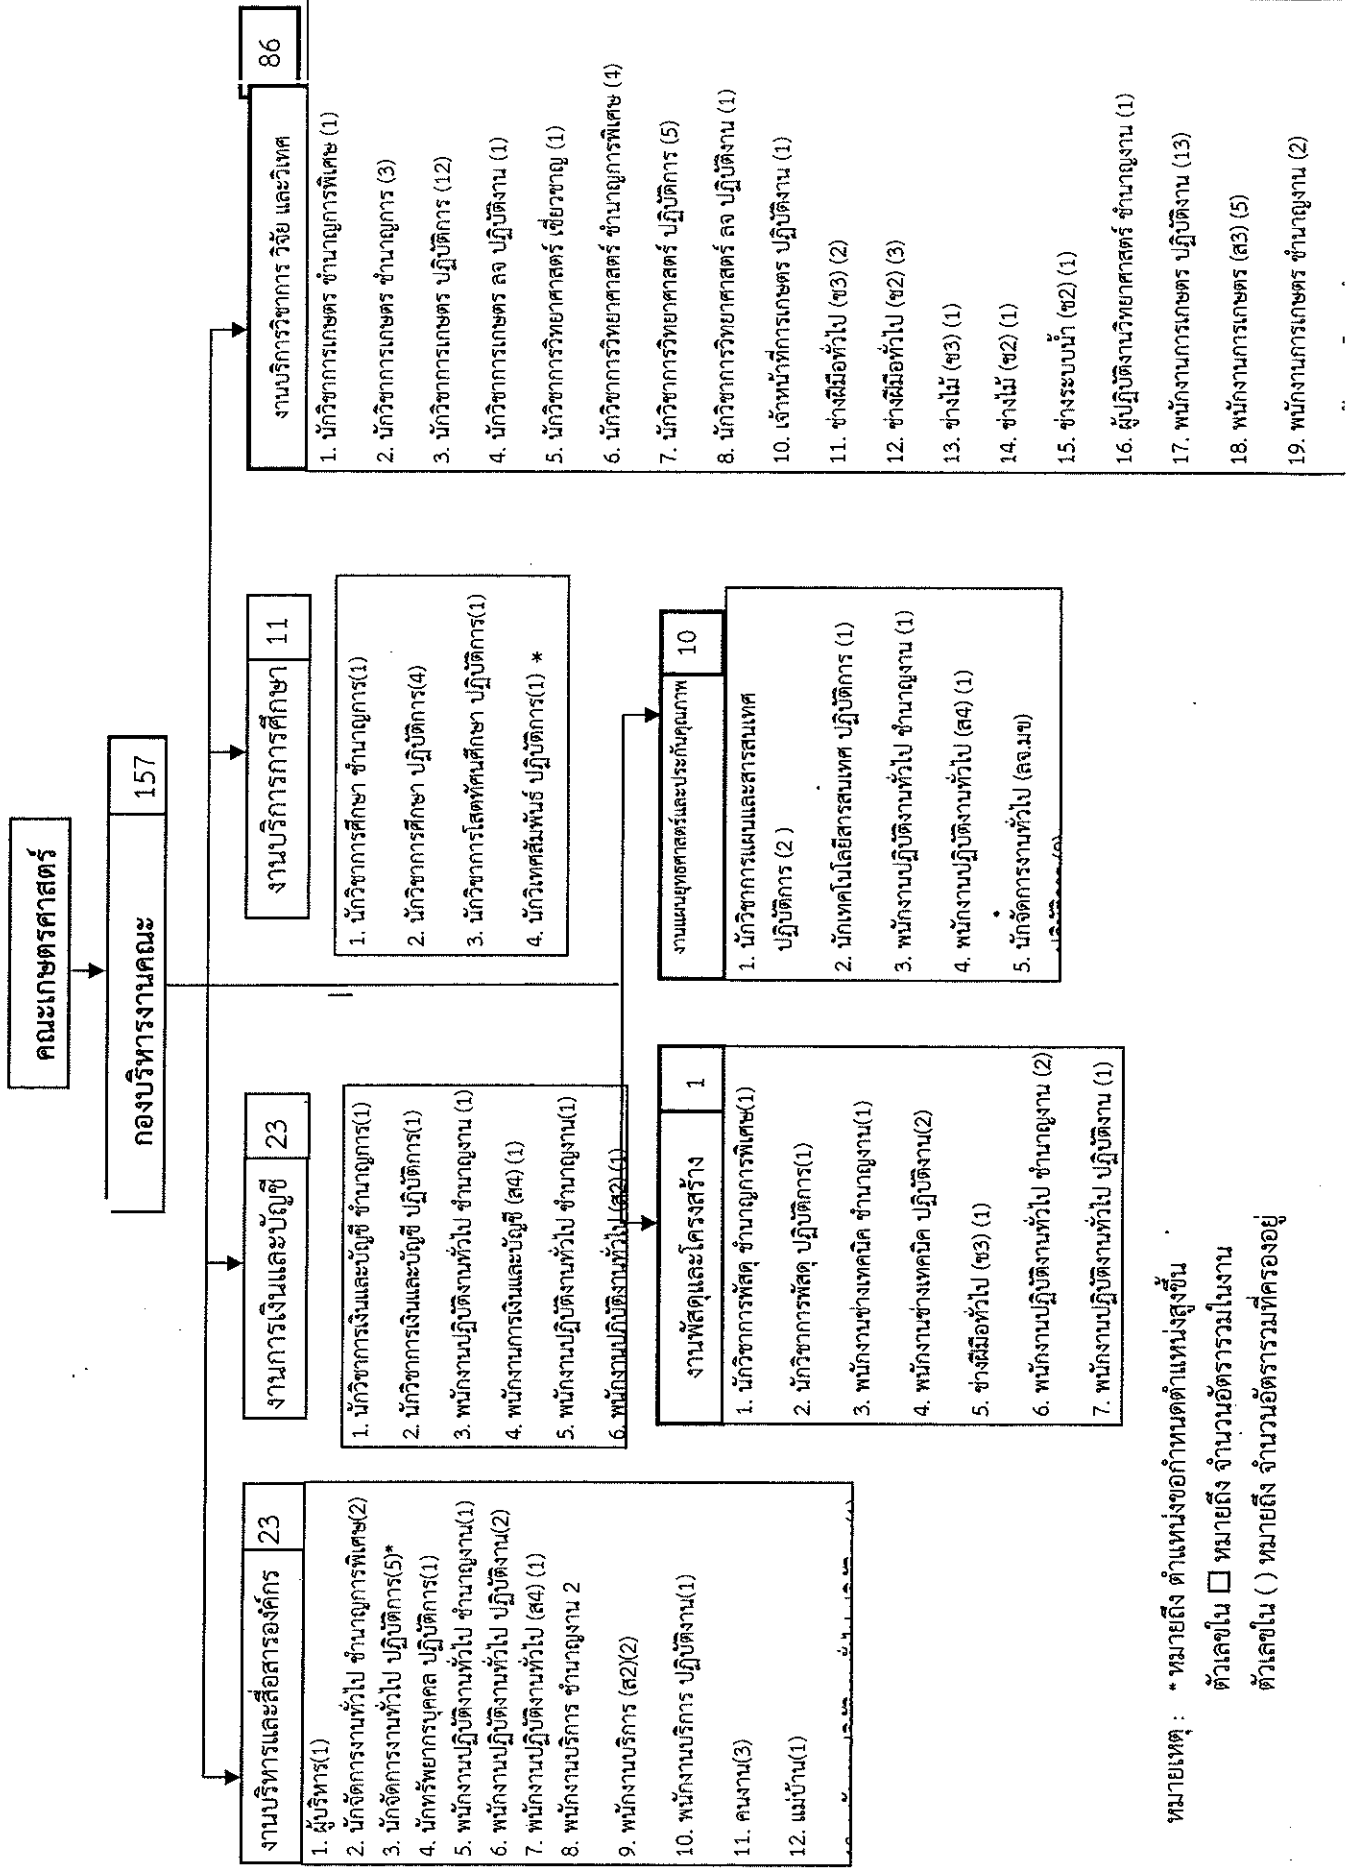 คณะเกษตรศาสตร์
กองบริหารงานคณะ 157
งานบริหารและสื่อสารองค์กร 23
1. ผู้บริหาร(1)
2. นักจัดการงานทั่วไป ชำนาญการพิเศษ(2)
3. นักจัดการงานทั่วไป ปฏิบัติการ(5)*
4. นักทรัพยากรบุคคล ปฏิบัติการ(1)
5. พนักงานปฏิบัติงานทั่วไป ชำนาญงาน(1)
6. พนักงานปฏิบัติงานทั่วไป ปฏิบัติงาน(2)
7. พนักงานปฏิบัติงานทั่วไป (ส4) (1)
8. พนักงานบริการ ชำนาญงาน 2
9. พนักงานบริการ (ส2)(2)
10. พนักงานบริการ ปฏิบัติงาน(1)
11. คนงาน(3)
12. แม่บ้าน(1)
งานการเงินและบัญชี 23
1. นักวิชาการเงินและบัญชี ชำนาญการ(1)
2. นักวิชาการเงินและบัญชี ปฏิบัติการ(1)
3. พนักงานปฏิบัติงานทั่วไป ชำนาญงาน (1)
4. พนักงานการเงินและบัญชี (ส4) (1)
5. พนักงานปฏิบัติงานทั่วไป ชำนาญงาน(1)
6. พนักงานปฏิบัติงานทั่วไป (ส2) (1)
งานบริการการศึกษา 11
1. นักวิชาการศึกษา ชำนาญการ(1)
2. นักวิชาการศึกษา ปฏิบัติการ(4)
3. นักวิชาการโสตทัศนศึกษา ปฏิบัติการ(1)
4. นักวิเทศสัมพันธ์ ปฏิบัติการ(1) *
งานบริการวิชาการ วิจัย และวิเทศ 86
1. นักวิชาการเกษตร ชำนาญการพิเศษ (1)
2. นักวิชาการเกษตร ชำนาญการ (3)
3. นักวิชาการเกษตร ปฏิบัติการ (12)
4. นักวิชาการเกษตร ลจ ปฏิบัติงาน (1)
5. นักวิชาการวิทยาศาสตร์ เชี่ยวชาญ (1)
6. นักวิชาการวิทยาศาสตร์ ชำนาญการพิเศษ (4)
7. นักวิชาการวิทยาศาสตร์ ปฏิบัติการ (5)
8. นักวิชาการวิทยาศาสตร์ ลจ ปฏิบัติงาน (1)
10. เจ้าหน้าที่การเกษตร ปฏิบัติงาน (1)
11. ช่างฝีมือทั่วไป (ช3) (2)
12. ช่างฝีมือทั่วไป (ช2) (3)
13. ช่างไม้ (ช3) (1)
14. ช่างไม้ (ช2) (1)
15. ช่างระบบน้ำ (ช2) (1)
16. ผู้ปฏิบัติงานวิทยาศาสตร์ ชำนาญงาน (1)
17. พนักงานการเกษตร ปฏิบัติงาน (13)
18. พนักงานการเกษตร (ส3) (5)
19. พนักงานการเกษตร ชำนาญงาน (2)
งานพัสดุและโครงสร้าง 1
1. นักวิชาการพัสดุ ชำนาญการพิเศษ(1)
2. นักวิชาการพัสดุ ปฏิบัติการ(1)
3. พนักงานช่างเทคนิค ชำนาญงาน(1)
4. พนักงานช่างเทคนิค ปฏิบัติงาน(2)
5. ช่างฝีมือทั่วไป (ช3) (1)
6. พนักงานปฏิบัติงานทั่วไป ชำนาญงาน (2)
7. พนักงานปฏิบัติงานทั่วไป ปฏิบัติงาน (1)
งานแผนยุทธศาสตร์และประกันคุณภาพ 10
1. นักวิชาการแผนและสารสนเทศ
ปฏิบัติการ (2 )
2. นักเทคโนโลยีสารสนเทศ ปฏิบัติการ (1)
3. พนักงานปฏิบัติงานทั่วไป ชำนาญงาน (1)
4. พนักงานปฏิบัติงานทั่วไป (ส4) (1)
5. นักจัดการงานทั่วไป (ลจ.มข)
หมายเหตุ : * หมายถึง ตำแหน่งขอกำหนดตำแหน่งสูงขึ้น
ตัวเลขใน □ หมายถึง จำนวนอัตรารวมในงาน
ตัวเลขใน ( ) หมายถึง จำนวนอัตรารวมที่ครองอยู่